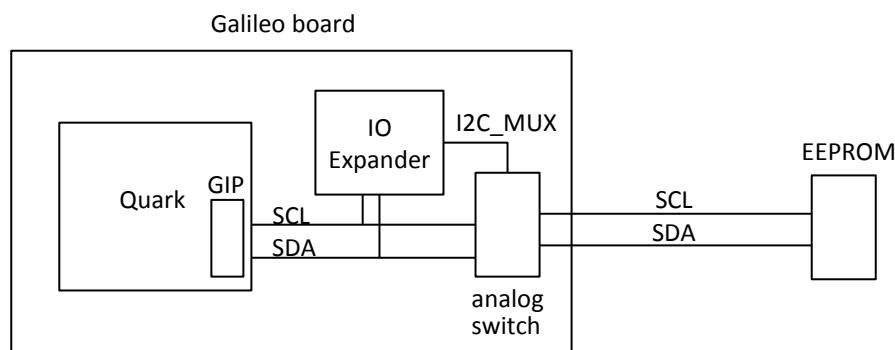 Galileo board
IO
Expander
I2C_MUX
EEPROM
GIP
Quark
SCL
SDA
SCL
SDA
analog
switch